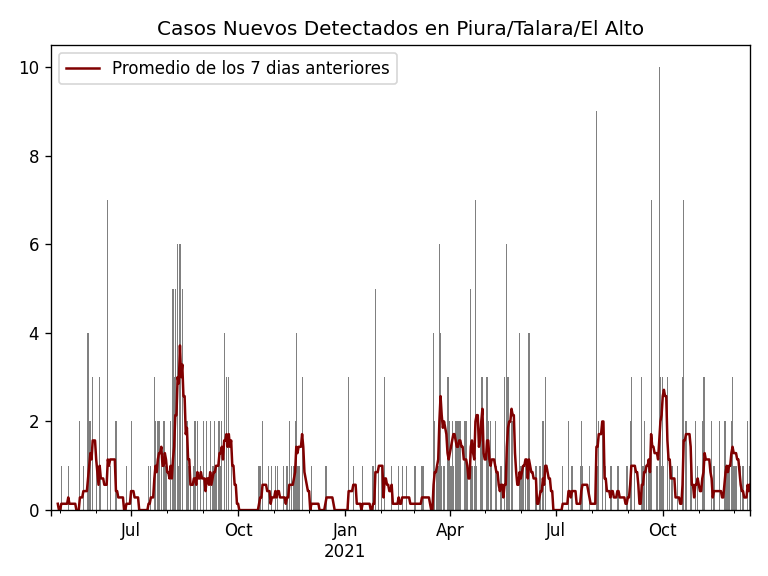 Casos Nuevos Detectados en Piura/Talara/El Alto
Promedio de los 7 dias anteriores
10
8
6
4
2
0
Jul
Oct
Jan
2021
Apr
Jul
Oct